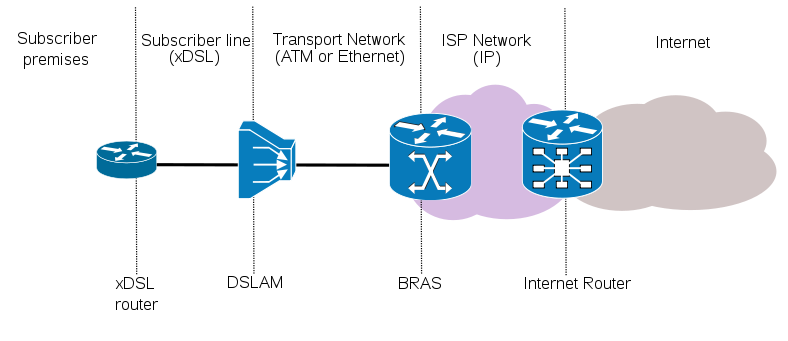 Subscriber
premises
Subscriber line
(xDSL)
Transport Network
(ATM or Ethernet)
ISP Network
(IP)
Internet
xDSL
router
DSLAM
BRAS
Internet Router